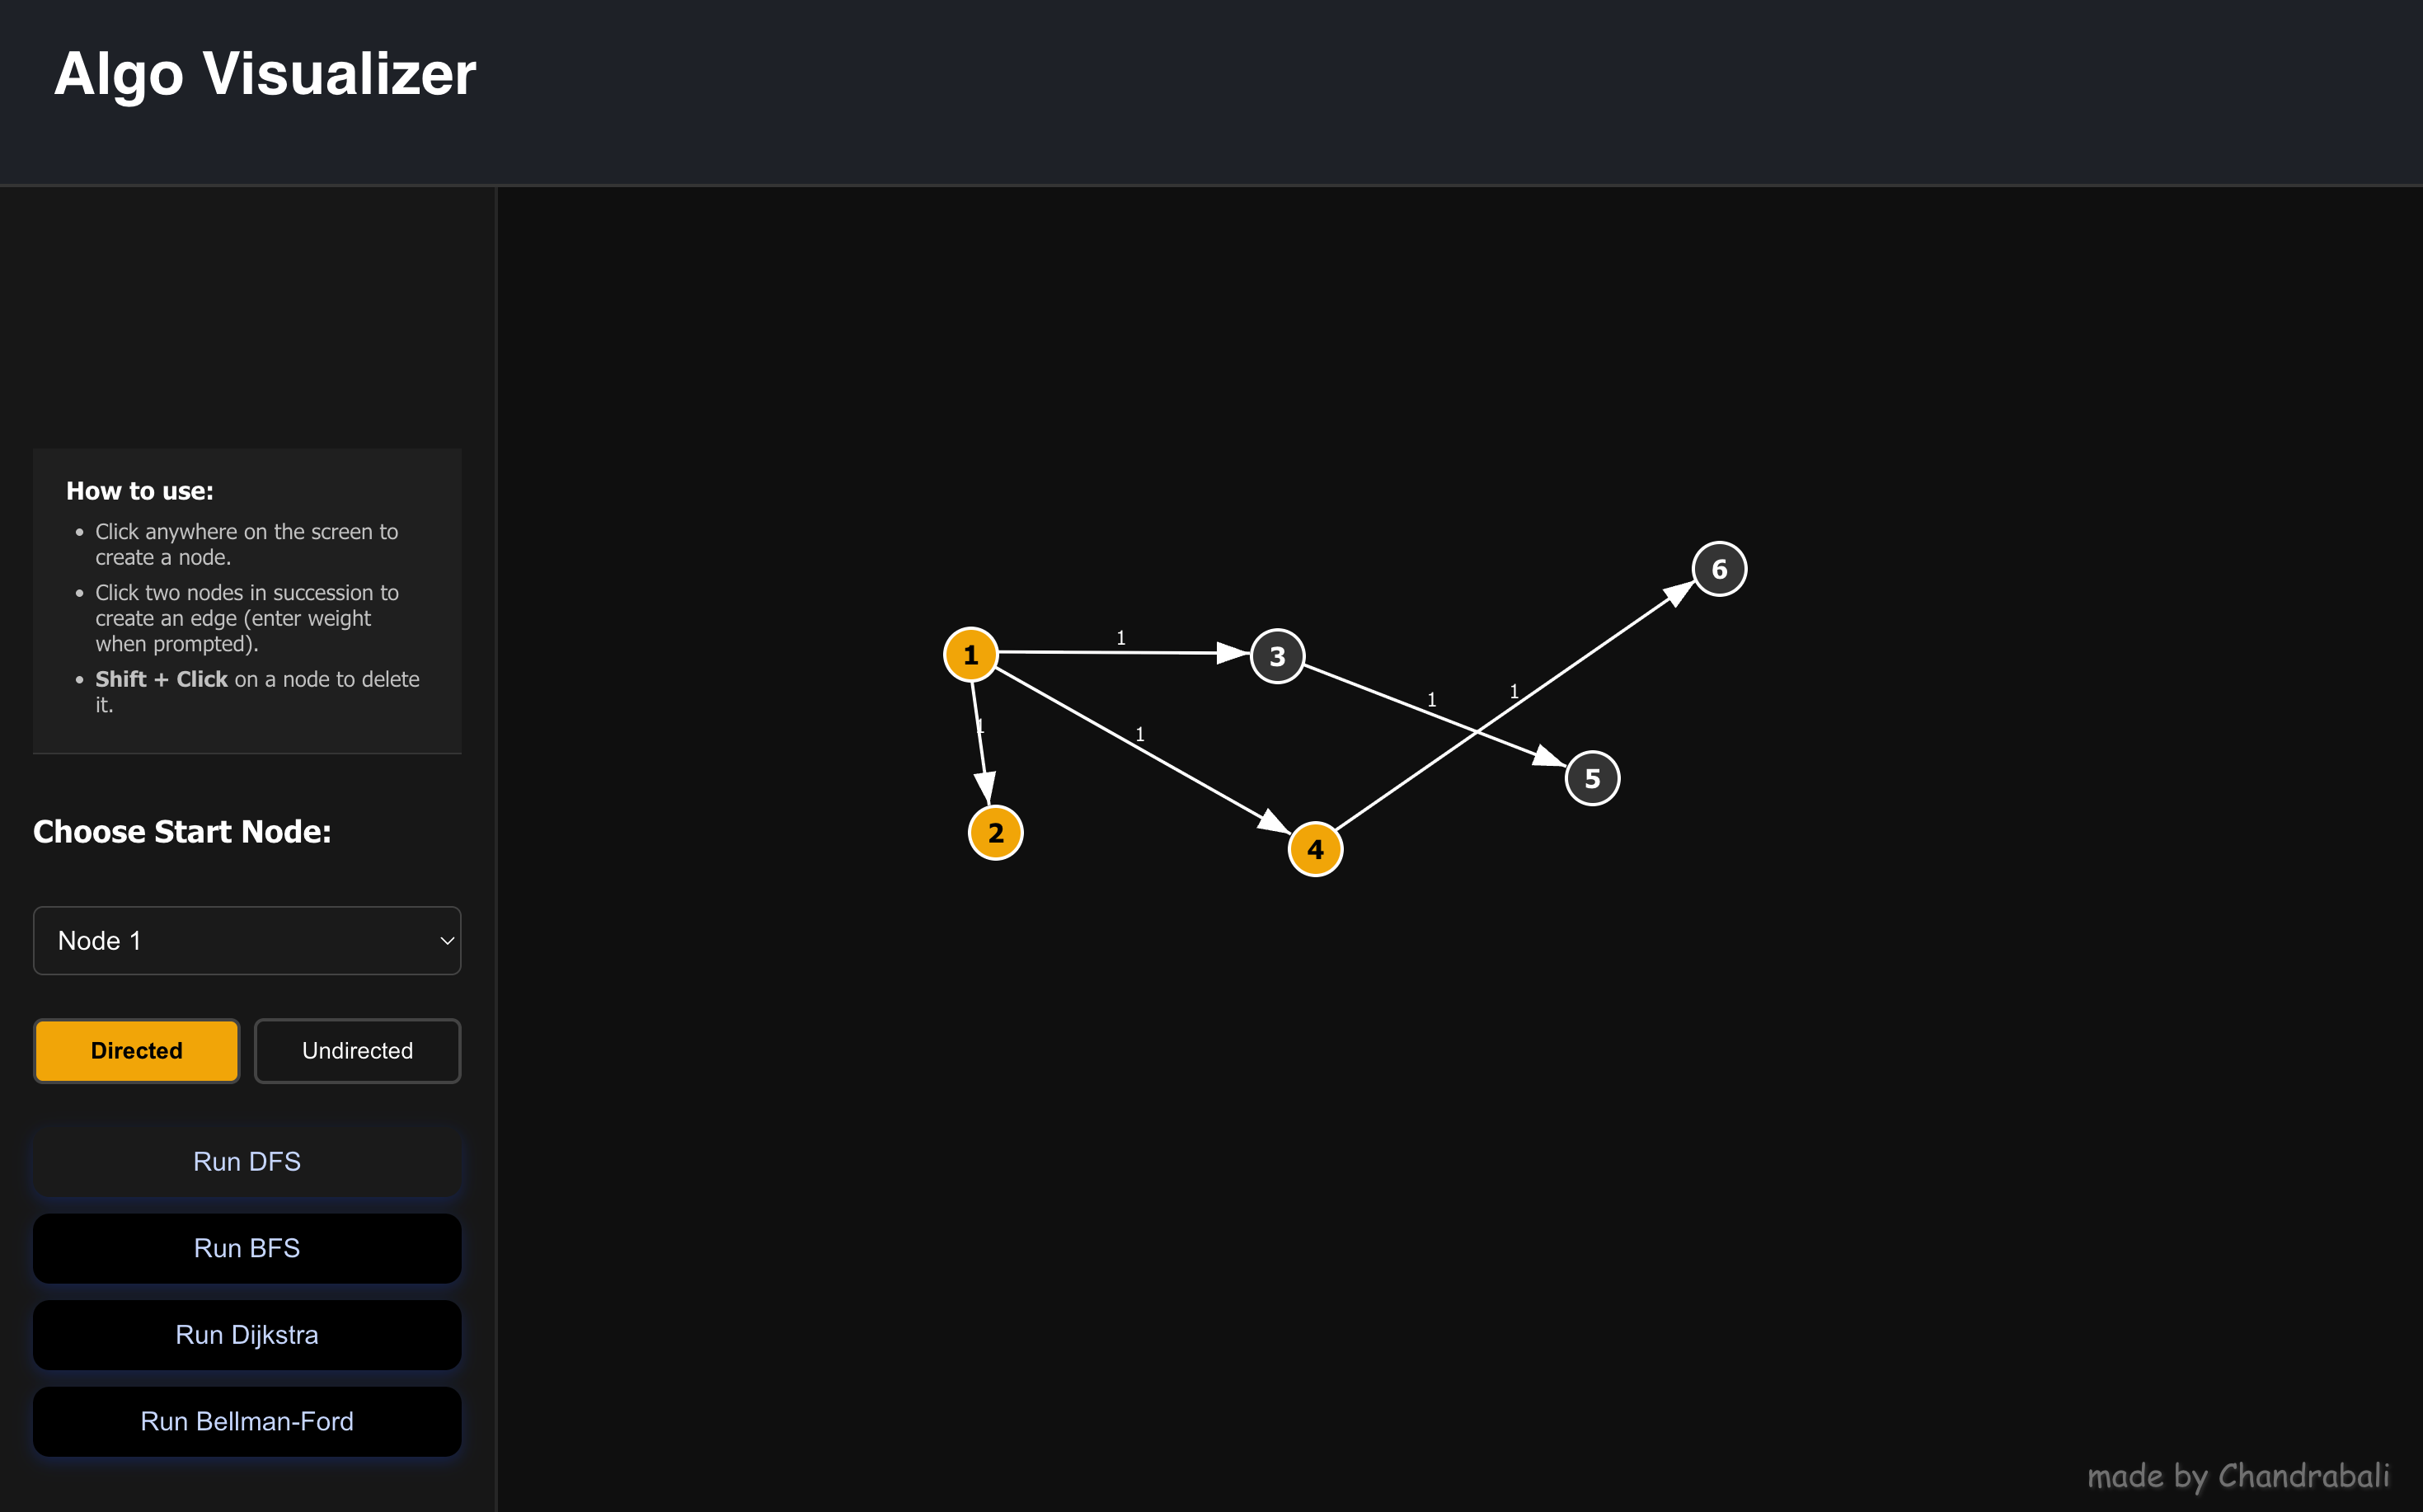 Algo Visualizer
How to use:
• Click anywhere on the screen to
create a node.
• Click two nodes in succession to
create an edge (enter weight
when prompted).
• Shift + Click on a node to delete
it.
Choose Start Node:
Node 1
Directed
Undirected
Run DFS
Run BFS
Run Dijkstra
Run Bellman-Ford
6
1
1
3
1
1
1
1
5
2
4
made by Chandrabali